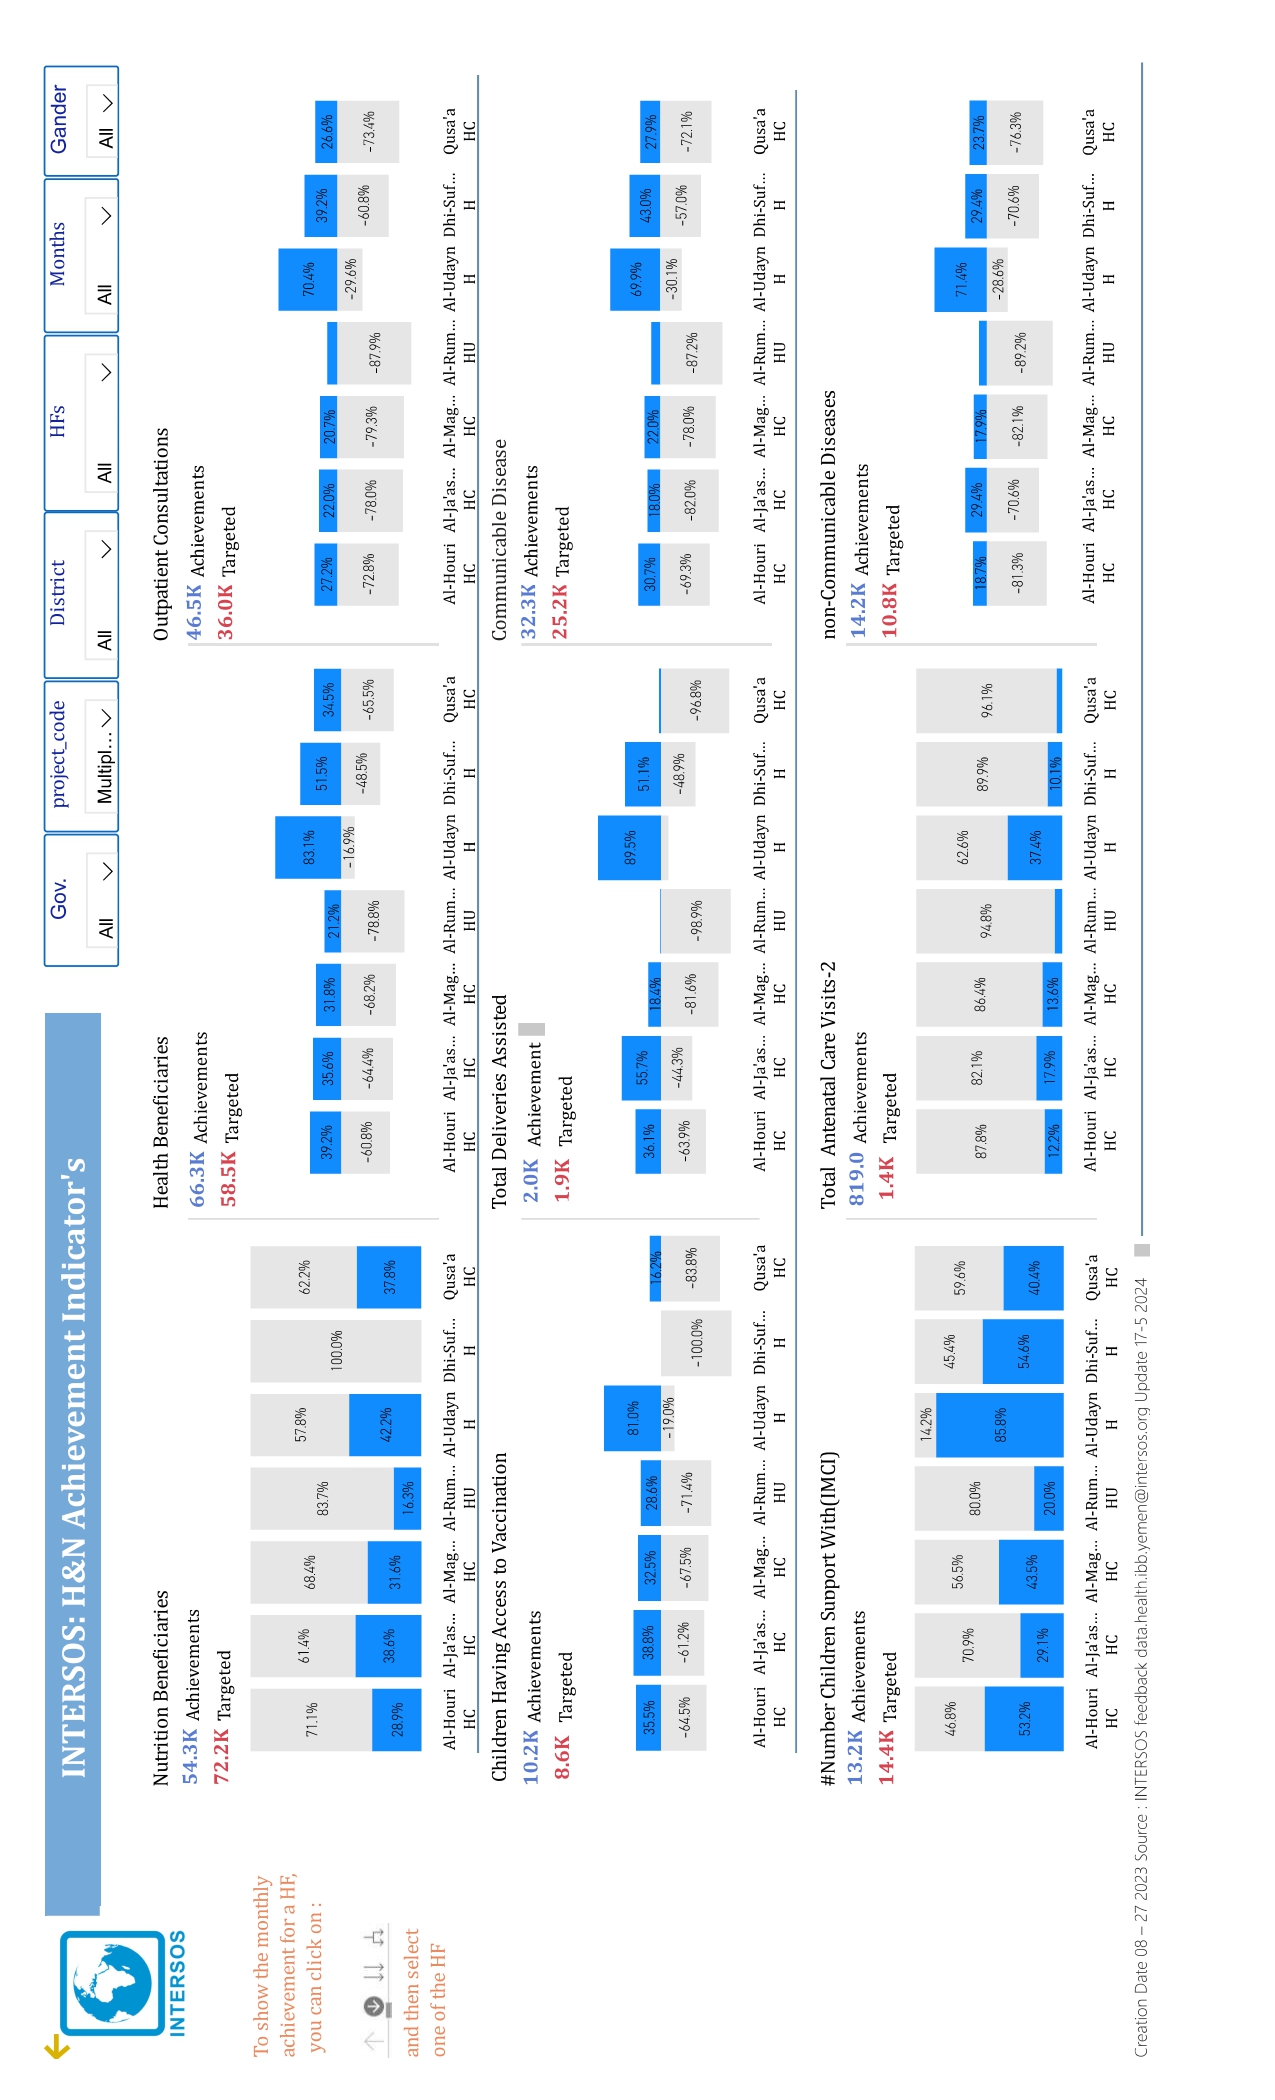 INTERSOS: H&N Achievement Indicator's
Gov.
All
project_code
Multipl...
District
All
HFs
All
Months
All
Gander
All
INTERSOS
To show the monthly
achievement for a HF,
you can click on :
and then select
one of the HF
Nutrition Beneficiaries
54.3K Achievements
72.2K Targeted
71.1% 61.4% 68.4% 83.7% 57.8% 100.0% 62.2%
28.9% 38.6% 31.6% 16.3% 42.2% 37.8%
Al-Houri Al-Ja'as... Al-Mag... Al-Rum... Al-Udayn Dhi-Suf... Qusa'a
HC HC HC HU H H HC
Health Beneficiaries
66.3K Achievements
58.5K Targeted
39.2% 35.6% 31.8% 21.2% 83.1% 51.5% 34.5%
-60.8% -64.4% -68.2% -78.8% -16.9% -48.5% -65.5%
Al-Houri Al-Ja'as... Al-Mag... Al-Rum... Al-Udayn Dhi-Suf... Qusa'a
HC HC HC HU H H HC
Outpatient Consultations
46.5K Achievements
36.0K Targeted
27.2% 22.0% 20.7% 70.4% 39.2% 26.6%
-72.8% -78.0% -79.3% -87.9% -29.6% -60.8% -73.4%
Al-Houri Al-Ja'as... Al-Mag... Al-Rum... Al-Udayn Dhi-Suf... Qusa'a
HC HC HC HU H H HC
Children Having Access to Vaccination
10.2K Achievements
8.6K Targeted
35.5% 38.8% 32.5% 28.6% 81.0% 16.2%
-64.5% -61.2% -67.5% -71.4% -19.0% -100.0% -83.8%
Al-Houri Al-Ja'as... Al-Mag... Al-Rum... Al-Udayn Dhi-Suf... Qusa'a
HC HC HC HU H H HC
Total Deliveries Assisted
2.0K Achievement
1.9K Targeted
36.1% 55.7% 18.4% 89.5% 51.1%
-63.9% -44.3% -81.6% -98.9% -48.9% -96.8%
Al-Houri Al-Ja'as... Al-Mag... Al-Rum... Al-Udayn Dhi-Suf... Qusa'a
HC HC HC HU H H HC
Communicable Disease
32.3K Achievements
25.2K Targeted
30.7% 18.0% 22.0% 69.9% 43.0% 27.9%
-69.3% -82.0% -78.0% -87.2% -30.1% -57.0% -72.1%
Al-Houri Al-Ja'as... Al-Mag... Al-Rum... Al-Udayn Dhi-Suf... Qusa'a
HC HC HC HU H H HC
#Number Children Support With(IMCI)
13.2K Achievements
14.4K Targeted
46.8% 70.9% 56.5% 80.0% 14.2% 45.4% 59.6%
53.2% 29.1% 43.5% 20.0% 85.8% 54.6% 40.4%
Al-Houri Al-Ja'as... Al-Mag... Al-Rum... Al-Udayn Dhi-Suf... Qusa'a
HC HC HC HU H H HC
Total Antenatal Care Visits-2
819.0 Achievements
1.4K Targeted
87.8% 82.1% 86.4% 94.8% 62.6% 89.9% 96.1%
12.2% 17.9% 13.6% 37.4% 10.1%
Al-Houri Al-Ja'as... Al-Mag... Al-Rum... Al-Udayn Dhi-Suf... Qusa'a
HC HC HC HU H H HC
non-Communicable Diseases
14.2K Achievements
10.8K Targeted
18.7% 29.4% 17.9% 71.4% 29.4% 23.7%
-81.3% -70.6% -82.1% -89.2% -28.6% -70.6% -76.3%
Al-Houri Al-Ja'as... Al-Mag... Al-Rum... Al-Udayn Dhi-Suf... Qusa'a
HC HC HC HU H H HC
Creation Date 08 – 27 2023 Source : INTERSOS feedback data.health.ibb.yemen@intersos.org Update 17-5 2024